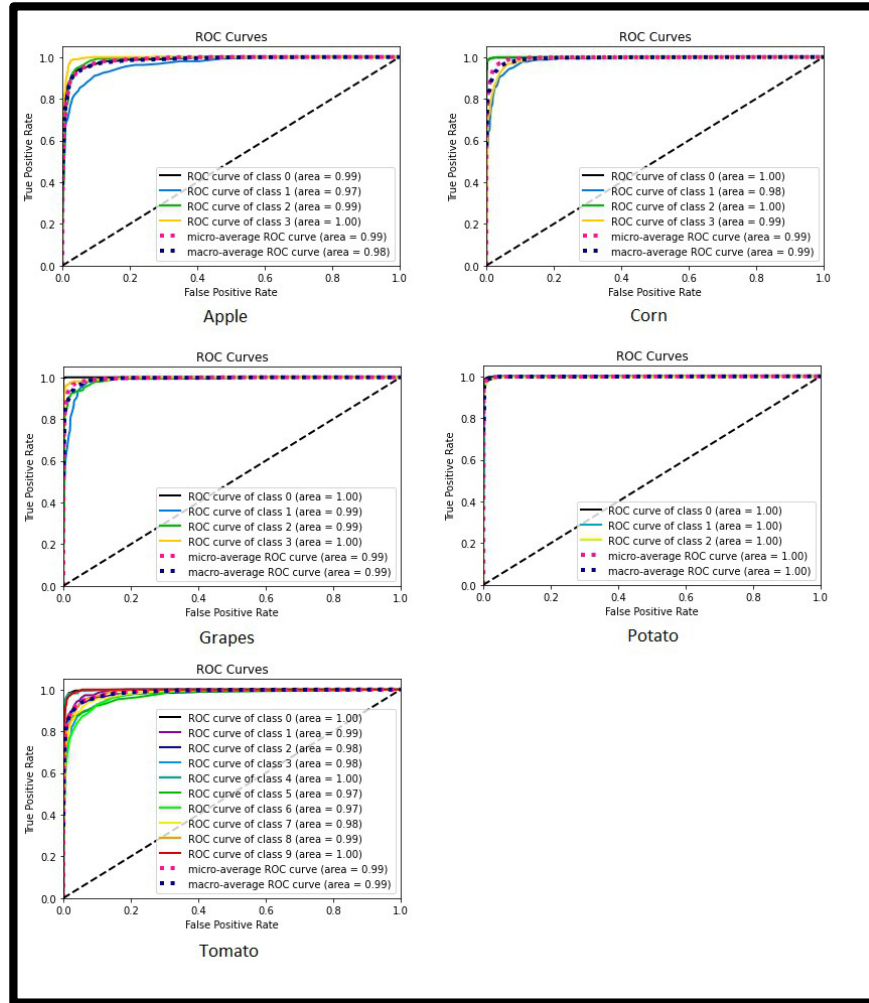 ROC Curves
True Positive Rate
1.0
0.8
0.6
0.4
0.2
0.0
ROC curve of class 0 (area = 0.99)
ROC curve of class 1 (area = 0.97)
ROC curve of class 2 (area = 0.99)
ROC curve of class 3 (area = 1.00)
micro-average ROC curve (area = 0.99)
macro-average ROC curve (area = 0.98)
0.0 0.2 0.4 0.6 0.8 1.0
False Positive Rate
Apple
ROC Curves
True Positive Rate
1.0
0.8
0.6
0.4
0.2
0.0
ROC curve of class 0 (area = 1.00)
ROC curve of class 1 (area = 0.98)
ROC curve of class 2 (area = 1.00)
ROC curve of class 3 (area = 0.99)
micro-average ROC curve (area = 0.99)
macro-average ROC curve (area = 0.99)
0.0 0.2 0.4 0.6 0.8 1.0
False Positive Rate
Corn
ROC Curves
True Positive Rate
1.0
0.8
0.6
0.4
0.2
0.0
ROC curve of class 0 (area = 1.00)
ROC curve of class 1 (area = 0.99)
ROC curve of class 2 (area = 0.99)
ROC curve of class 3 (area = 1.00)
micro-average ROC curve (area = 0.99)
macro-average ROC curve (area = 0.99)
0.0 0.2 0.4 0.6 0.8 1.0
False Positive Rate
Grapes
ROC Curves
True Positive Rate
1.0
0.8
0.6
0.4
0.2
0.0
ROC curve of class 0 (area = 1.00)
ROC curve of class 1 (area = 1.00)
ROC curve of class 2 (area = 1.00)
micro-average ROC curve (area = 1.00)
macro-average ROC curve (area = 1.00)
0.0 0.2 0.4 0.6 0.8 1.0
False Positive Rate
Potato
ROC Curves
True Positive Rate
1.0
0.8
0.6
0.4
0.2
0.0
ROC curve of class 0 (area = 1.00)
ROC curve of class 1 (area = 0.99)
ROC curve of class 2 (area = 0.98)
ROC curve of class 3 (area = 0.98)
ROC curve of class 4 (area = 1.00)
ROC curve of class 5 (area = 0.97)
ROC curve of class 6 (area = 0.97)
ROC curve of class 7 (area = 0.98)
ROC curve of class 8 (area = 0.99)
ROC curve of class 9 (area = 1.00)
micro-average ROC curve (area = 0.99)
macro-average ROC curve (area = 0.99)
0.0 0.2 0.4 0.6 0.8 1.0
False Positive Rate
Tomato